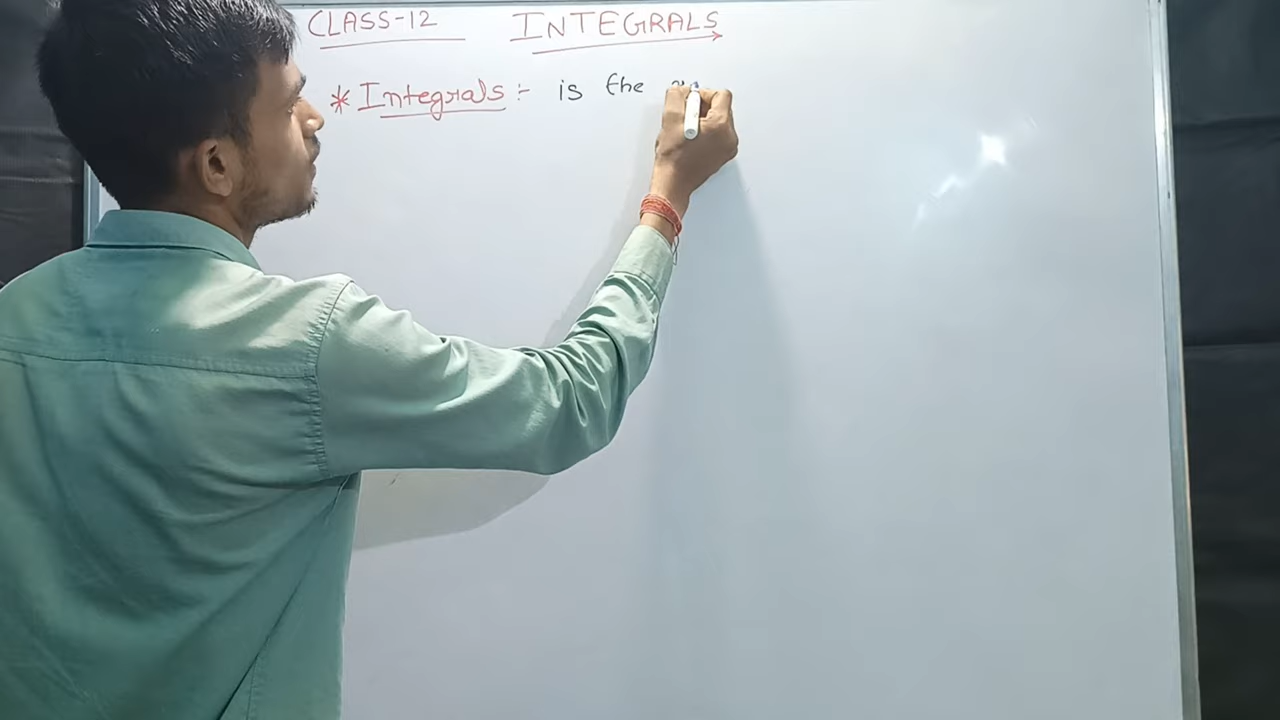 CLASS-12 INTEGRALS
* Integrals :- is the